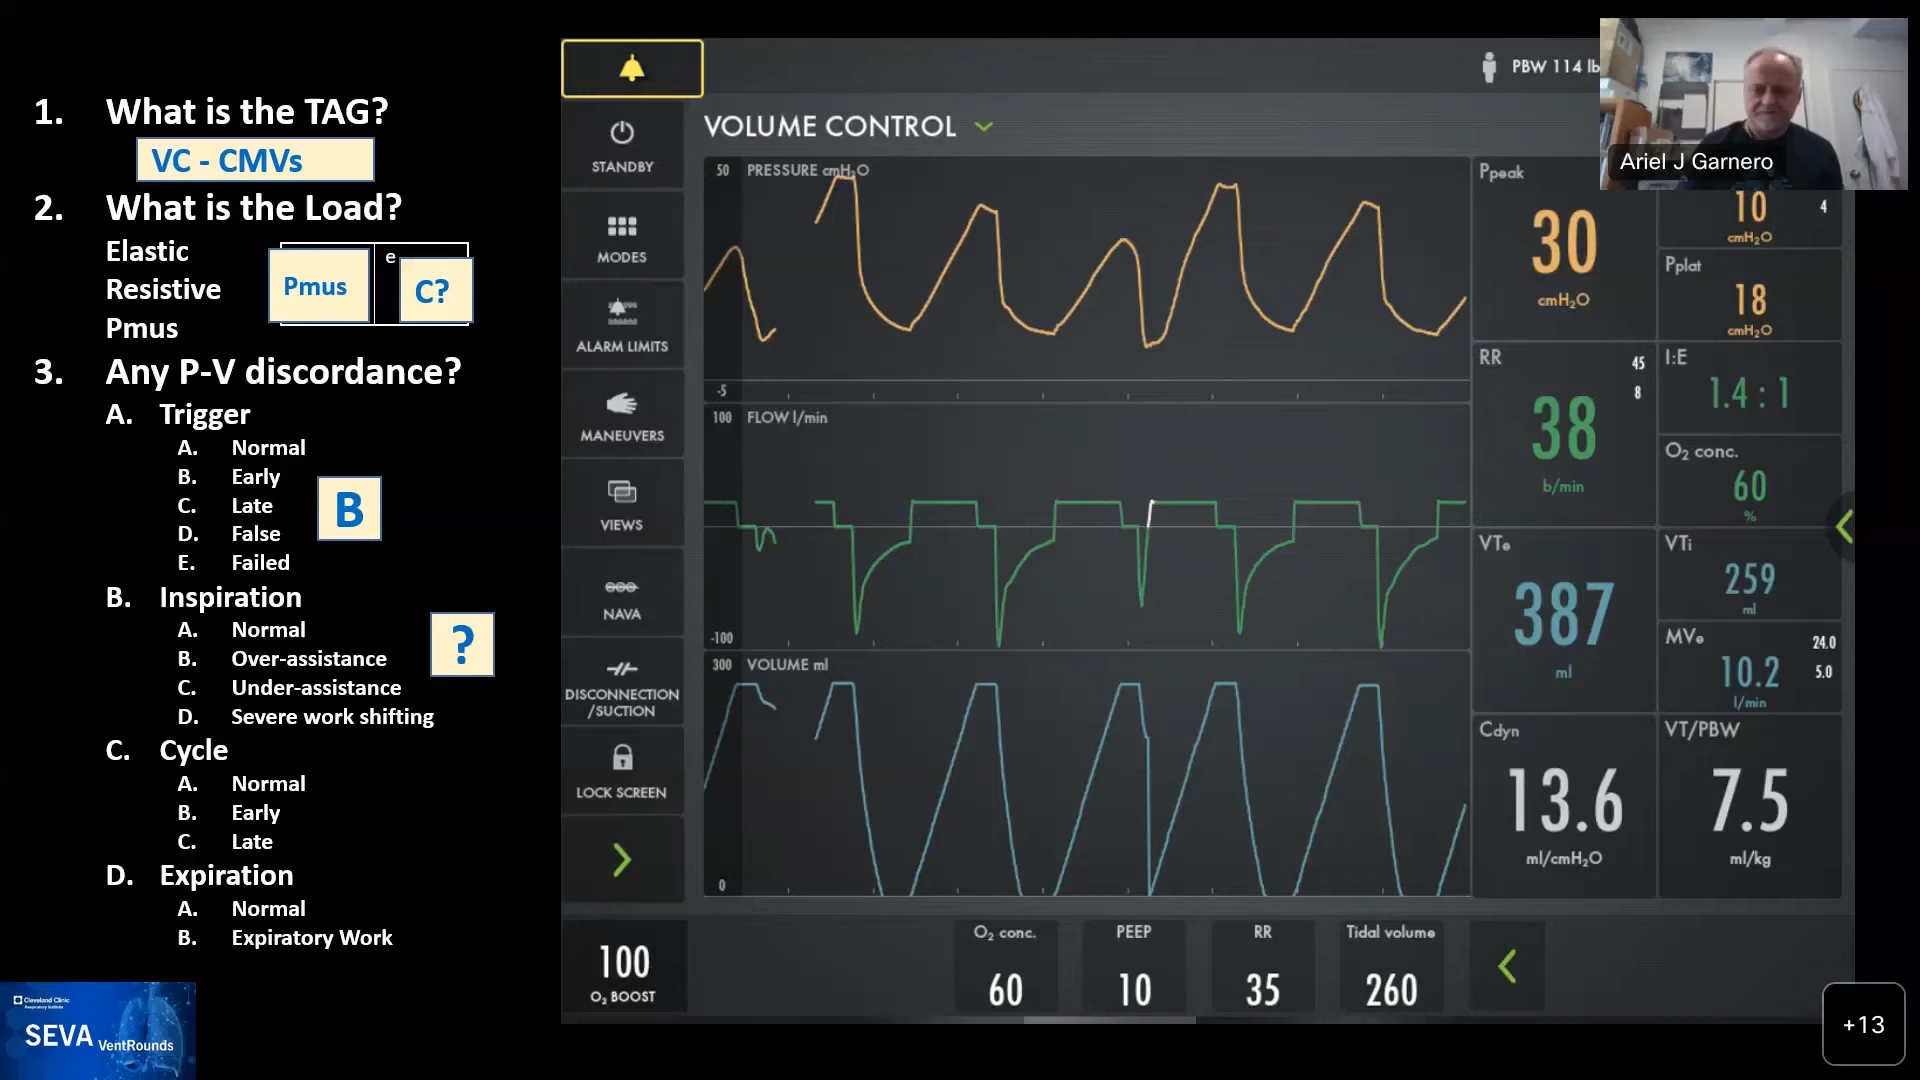 1. What is the TAG?
VC - CMVs
2. What is the Load?
Elastic
Resistive
Pmus
Pmus
e
C?
3. Any P-V discordance?
A. Trigger
A. Normal
B. Early
C. Late
D. False
E. Failed
B
B. Inspiration
A. Normal
B. Over-assistance
C. Under-assistance
D. Severe work shifting
?
C. Cycle
A. Normal
B. Early
C. Late
D. Expiration
A. Normal
B. Expiratory Work
Cleveland Clinic
Respiratory Institute
SEVA VentRounds
STANDBY
MODES
ALARM LIMITS
MANEUVERS
VIEWS
NAVA
DISCONNECTION
/SUCTION
LOCK SCREEN
100
O₂ BOOST
PBW 114 lb
VOLUME CONTROL
50 PRESSURE cmH₂O
-5
100 FLOW l/min
-100
300 VOLUME ml
0
Ppeak
30
cmH₂O
10 4
cmH₂O
Pplat
18
cmH₂O
RR 45
8
38
b/min
I:E
1.4 : 1
O₂ conc.
60
%
VTe
387
ml
VTi
259
ml
MVe 24.0
10.2 5.0
l/min
Cdyn
13.6
ml/cmH₂O
VT/PBW
7.5
ml/kg
O₂ conc.
60
PEEP
10
RR
35
Tidal volume
260
Ariel J Garnero
+13